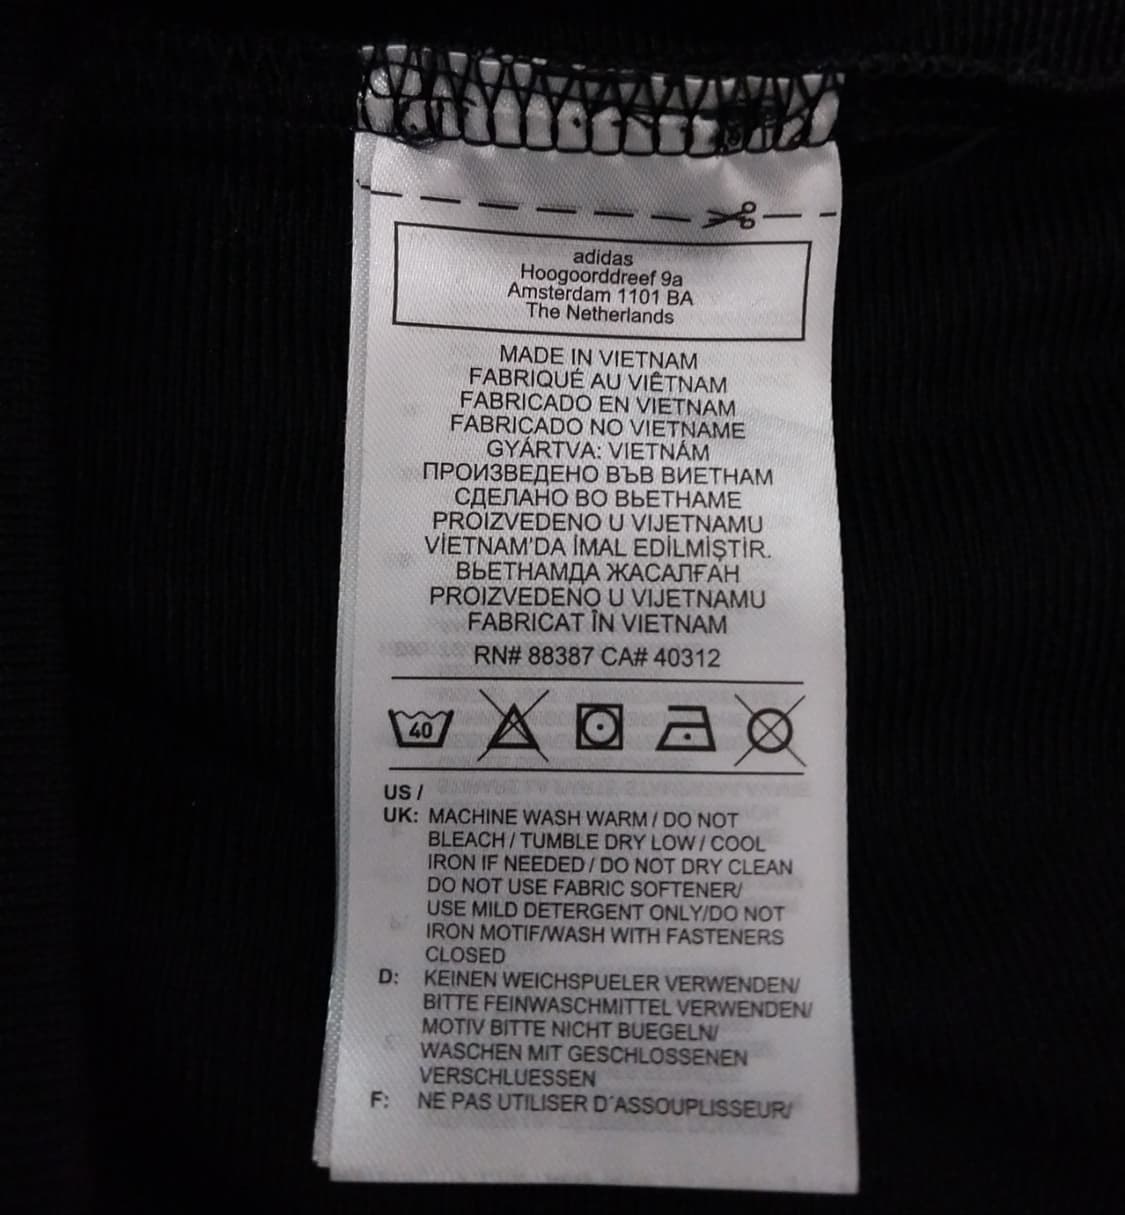 adidas
Hoogoorddreef 9a
Amsterdam 1101 BA
The Netherlands
MADE IN VIETNAM
FABRIQUÉ AU VIÊTNAM
FABRICADO EN VIETNAM
FABRICADO NO VIETNAME
GYÁRTVA: VIETNÁM
ПРОИЗВЕДЕНО ВЪВ ВИЕТНАМ
СДЕЛАНО ВО ВЬЕТНАМЕ
PROIZVEDENO U VIJETNAMU
VİETNAM'DA İMAL EDİLMİŞTİR.
ВЬЕТНАМДА ЖАСАЛҒАН
PROIZVEDENO U VIJETNAMU
FABRICAT ÎN VIETNAM
RN# 88387 CA# 40312
40
US /
UK: MACHINE WASH WARM / DO NOT
BLEACH / TUMBLE DRY LOW / COOL
IRON IF NEEDED / DO NOT DRY CLEAN
DO NOT USE FABRIC SOFTENER/
USE MILD DETERGENT ONLY/DO NOT
IRON MOTIF/WASH WITH FASTENERS
CLOSED
D: KEINEN WEICHSPUELER VERWENDEN/
BITTE FEINWASCHMITTEL VERWENDEN/
MOTIV BITTE NICHT BUEGELN/
WASCHEN MIT GESCHLOSSENEN
VERSCHLUESSEN
F: NE PAS UTILISER D´ASSOUPLISSEUR/